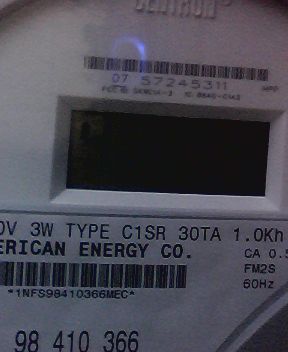 CENTRON
07 57245311
0V 3W TYPE C1SR 30TA 1.0Kh
ERICAN ENERGY CO.
CA 0.5
FM2S
60Hz
*1NFS98410366MEC*
98 410 366